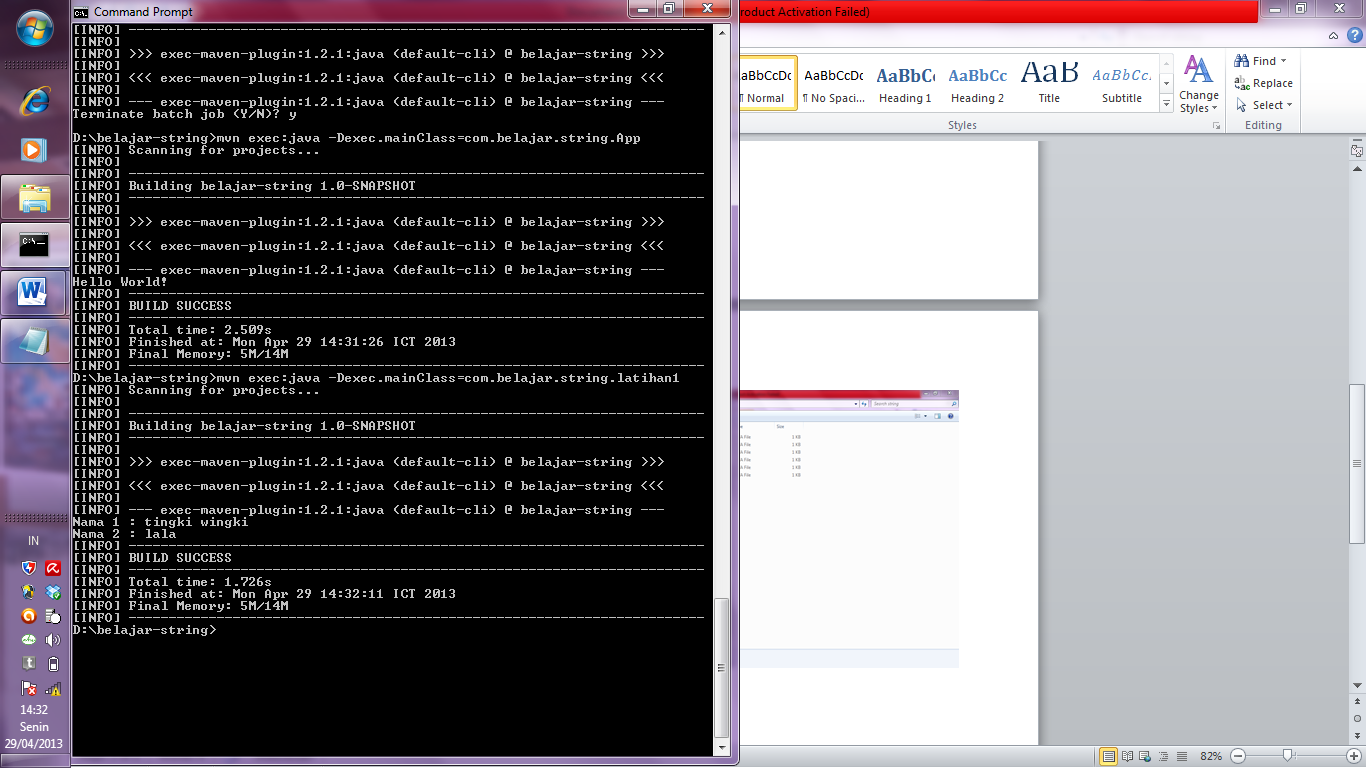 Command Prompt
[INFO] ------------------------------------------------------------------------
[INFO]
[INFO] >>> exec-maven-plugin:1.2.1:java (default-cli) @ belajar-string >>>
[INFO]
[INFO] <<< exec-maven-plugin:1.2.1:java (default-cli) @ belajar-string <<<
[INFO]
[INFO] --- exec-maven-plugin:1.2.1:java (default-cli) @ belajar-string ---
Terminate batch job (Y/N)? y
D:\belajar-string>mvn exec:java -Dexec.mainClass=com.belajar.string.App
[INFO] Scanning for projects...
[INFO]
[INFO] ------------------------------------------------------------------------
[INFO] Building belajar-string 1.0-SNAPSHOT
[INFO] ------------------------------------------------------------------------
[INFO]
[INFO] >>> exec-maven-plugin:1.2.1:java (default-cli) @ belajar-string >>>
[INFO]
[INFO] <<< exec-maven-plugin:1.2.1:java (default-cli) @ belajar-string <<<
[INFO]
[INFO] --- exec-maven-plugin:1.2.1:java (default-cli) @ belajar-string ---
Hello World!
[INFO] ------------------------------------------------------------------------
[INFO] BUILD SUCCESS
[INFO] ------------------------------------------------------------------------
[INFO] Total time: 2.509s
[INFO] Finished at: Mon Apr 29 14:31:26 ICT 2013
[INFO] Final Memory: 5M/14M
[INFO] ------------------------------------------------------------------------
D:\belajar-string>mvn exec:java -Dexec.mainClass=com.belajar.string.latihan1
[INFO] Scanning for projects...
[INFO]
[INFO] ------------------------------------------------------------------------
[INFO] Building belajar-string 1.0-SNAPSHOT
[INFO] ------------------------------------------------------------------------
[INFO]
[INFO] >>> exec-maven-plugin:1.2.1:java (default-cli) @ belajar-string >>>
[INFO]
[INFO] <<< exec-maven-plugin:1.2.1:java (default-cli) @ belajar-string <<<
[INFO]
[INFO] --- exec-maven-plugin:1.2.1:java (default-cli) @ belajar-string ---
Nama 1 : tingki wingki
Nama 2 : lala
[INFO] ------------------------------------------------------------------------
[INFO] BUILD SUCCESS
[INFO] ------------------------------------------------------------------------
[INFO] Total time: 1.726s
[INFO] Finished at: Mon Apr 29 14:32:11 ICT 2013
[INFO] Final Memory: 5M/14M
[INFO] ------------------------------------------------------------------------
D:\belajar-string>
IN
14:32
Senin
29/04/2013
roduct Activation Failed)
aBbCcDc AaBbCcDc AaBbC AaBbCc AaB AaBbCc.
¶ Normal ¶ No Spaci... Heading 1 Heading 2 Title Subtitle
Change
Styles
Find
Replace
Select
Styles
Editing
Search string
Size
82%